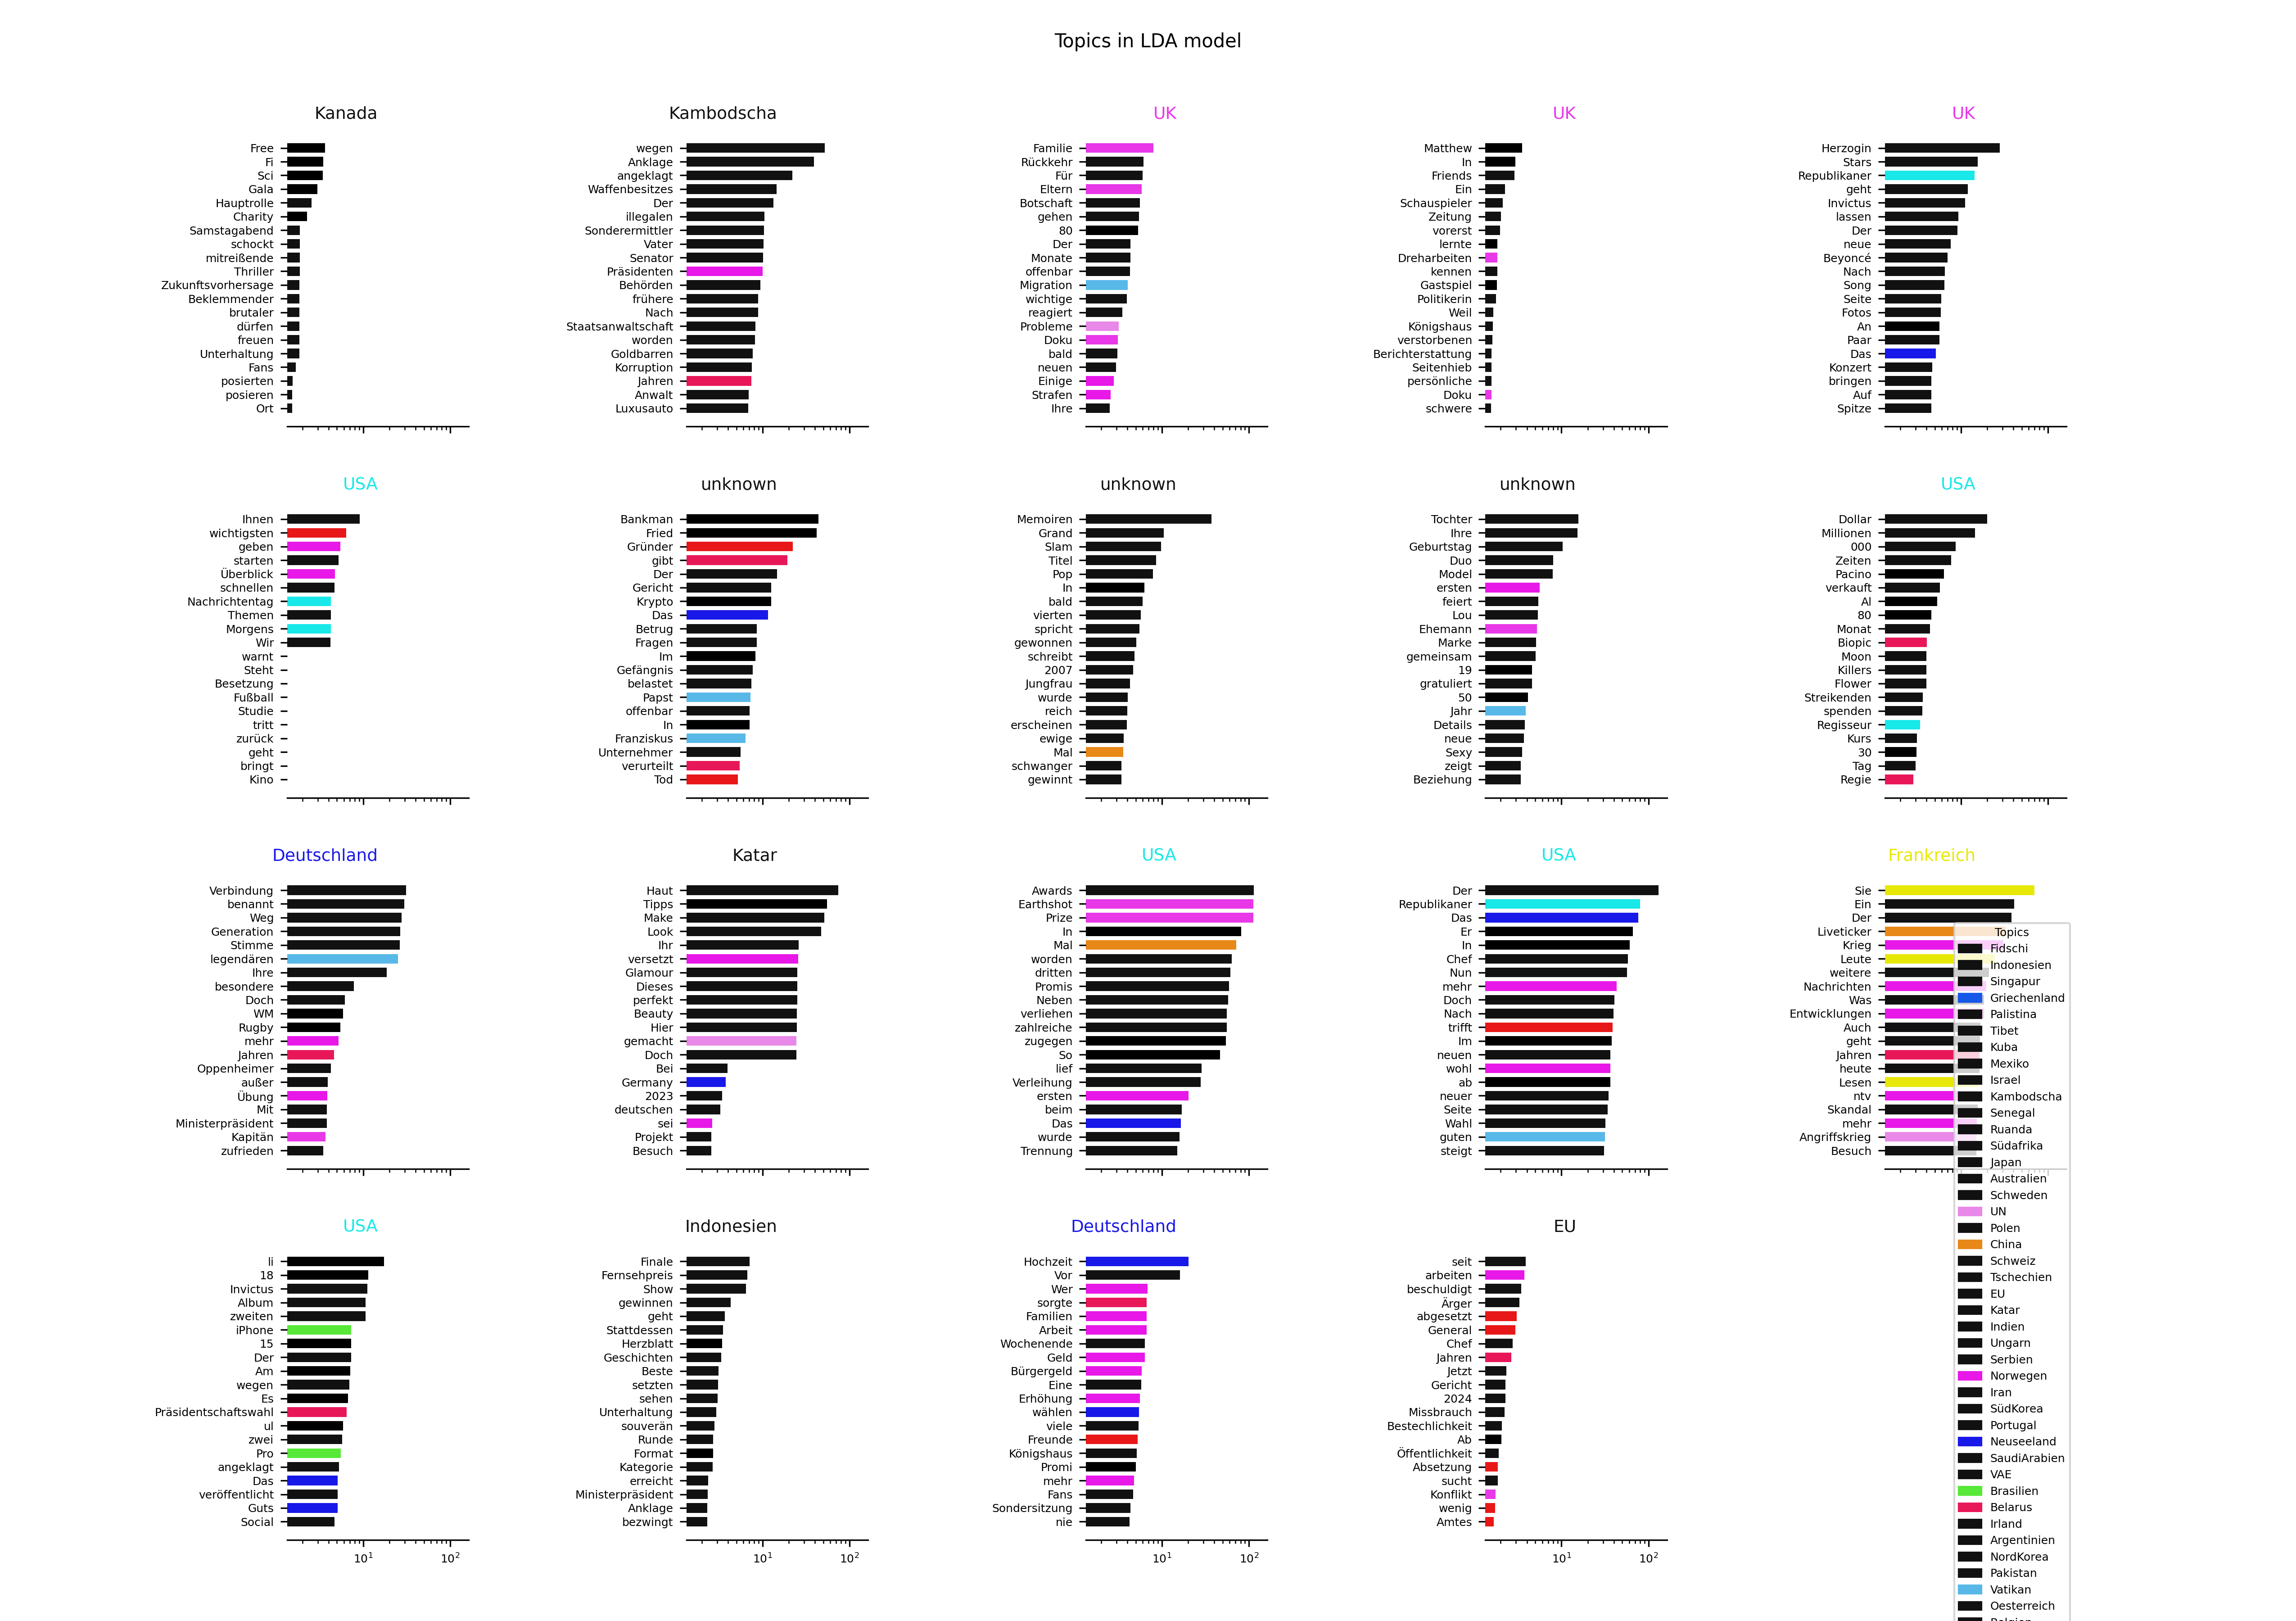 Topics in LDA model
Kanada
Free
Fi
Sci
Gala
Hauptrolle
Charity
Samstagabend
schockt
mitreißende
Thriller
Zukunftsvorhersage
Beklemmender
brutaler
dürfen
freuen
Unterhaltung
Fans
posierten
posieren
Ort
Kambodscha
wegen
Anklage
angeklagt
Waffenbesitzes
Der
illegalen
Sonderermittler
Vater
Senator
Präsidenten
Behörden
frühere
Nach
Staatsanwaltschaft
worden
Goldbarren
Korruption
Jahren
Anwalt
Luxusauto
UK
Familie
Rückkehr
Für
Eltern
Botschaft
gehen
80
Der
Monate
offenbar
Migration
wichtige
reagiert
Probleme
Doku
bald
neuen
Einige
Strafen
Ihre
UK
Matthew
In
Friends
Ein
Schauspieler
Zeitung
vorerst
lernte
Dreharbeiten
kennen
Gastspiel
Politikerin
Weil
Königshaus
verstorbenen
Berichterstattung
Seitenhieb
persönliche
Doku
schwere
UK
Herzogin
Stars
Republikaner
geht
Invictus
lassen
Der
neue
Beyoncé
Nach
Song
Seite
Fotos
An
Paar
Das
Konzert
bringen
Auf
Spitze
USA
Ihnen
wichtigsten
geben
starten
Überblick
schnellen
Nachrichtentag
Themen
Morgens
Wir
warnt
Steht
Besetzung
Fußball
Studie
tritt
zurück
geht
bringt
Kino
unknown
Bankman
Fried
Gründer
gibt
Der
Gericht
Krypto
Das
Betrug
Fragen
Im
Gefängnis
belastet
Papst
offenbar
In
Franziskus
Unternehmer
verurteilt
Tod
unknown
Memoiren
Grand
Slam
Titel
Pop
In
bald
vierten
spricht
gewonnen
schreibt
2007
Jungfrau
wurde
reich
erscheinen
ewige
Mal
schwanger
gewinnt
unknown
Tochter
Ihre
Geburtstag
Duo
Model
ersten
feiert
Lou
Ehemann
Marke
gemeinsam
19
gratuliert
50
Jahr
Details
neue
Sexy
zeigt
Beziehung
USA
Dollar
Millionen
000
Zeiten
Pacino
verkauft
Al
80
Monat
Biopic
Moon
Killers
Flower
Streikenden
spenden
Regisseur
Kurs
30
Tag
Regie
Deutschland
Verbindung
benannt
Weg
Generation
Stimme
legendären
Ihre
besondere
Doch
WM
Rugby
mehr
Jahren
Oppenheimer
außer
Übung
Mit
Ministerpräsident
Kapitän
zufrieden
Katar
Haut
Tipps
Make
Look
Ihr
versetzt
Glamour
Dieses
perfekt
Beauty
Hier
gemacht
Doch
Bei
Germany
2023
deutschen
sei
Projekt
Besuch
USA
Awards
Earthshot
Prize
In
Mal
worden
dritten
Promis
Neben
verliehen
zahlreiche
zugegen
So
lief
Verleihung
ersten
beim
Das
wurde
Trennung
USA
Der
Republikaner
Das
Er
In
Chef
Nun
mehr
Doch
Nach
trifft
Im
neuen
wohl
ab
neuer
Seite
Wahl
guten
steigt
Frankreich
Sie
Ein
Der
Liveticker
Krieg
Leute
weitere
Nachrichten
Was
Entwicklungen
Auch
geht
Jahren
heute
Lesen
ntv
Skandal
mehr
Angriffskrieg
Besuch
USA
li
18
Invictus
Album
zweiten
iPhone
15
Der
Am
wegen
Es
Präsidentschaftswahl
ul
zwei
Pro
angeklagt
Das
veröffentlicht
Guts
Social
10¹ 10²
Indonesien
Finale
Fernsehpreis
Show
gewinnen
geht
Stattdessen
Herzblatt
Geschichten
Beste
setzten
sehen
Unterhaltung
souverän
Runde
Format
Kategorie
erreicht
Ministerpräsident
Anklage
bezwingt
10¹ 10²
Deutschland
Hochzeit
Vor
Wer
sorgte
Familien
Arbeit
Wochenende
Geld
Bürgergeld
Eine
Erhöhung
wählen
viele
Freunde
Königshaus
Promi
mehr
Fans
Sondersitzung
nie
10¹ 10²
EU
seit
arbeiten
beschuldigt
Ärger
abgesetzt
General
Chef
Jahren
Jetzt
Gericht
2024
Missbrauch
Bestechlichkeit
Ab
Öffentlichkeit
Absetzung
sucht
Konflikt
wenig
Amtes
10¹ 10²
Topics
Fidschi
Indonesien
Singapur
Griechenland
Palistina
Tibet
Kuba
Mexiko
Israel
Kambodscha
Senegal
Ruanda
Südafrika
Japan
Australien
Schweden
UN
Polen
China
Schweiz
Tschechien
EU
Katar
Indien
Ungarn
Serbien
Norwegen
Iran
SüdKorea
Portugal
Neuseeland
SaudiArabien
VAE
Brasilien
Belarus
Irland
Argentinien
NordKorea
Pakistan
Vatikan
Oesterreich